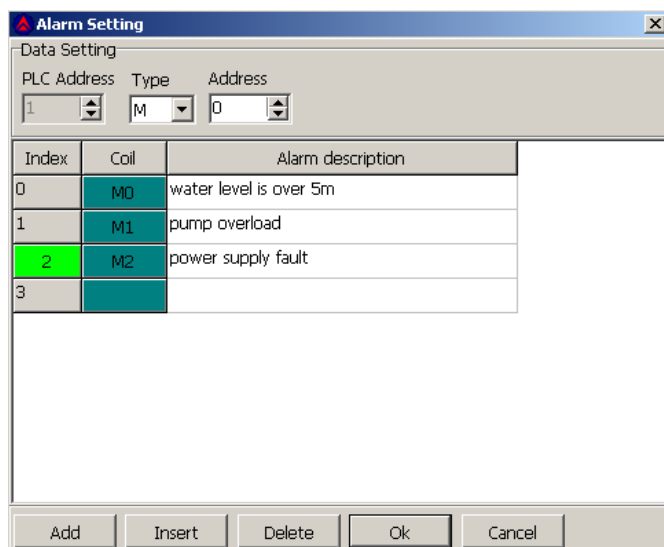 Alarm Setting
Data Setting
PLC Address Type Address
1 M 0
Index Coil Alarm description
0 M0 water level is over 5m
1 M1 pump overload
2 M2 power supply fault
3
Add Insert Delete Ok Cancel